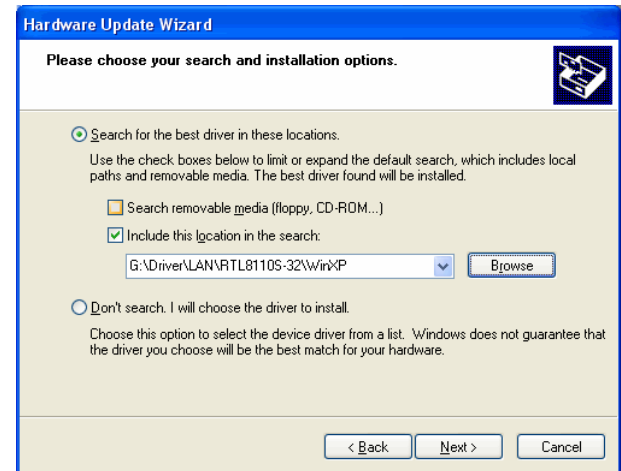 Hardware Update Wizard
Please choose your search and installation options.
Search for the best driver in these locations.
Use the check boxes below to limit or expand the default search, which includes local
paths and removable media. The best driver found will be installed.
Search removable media (floppy, CD-ROM...)
Include this location in the search:
G:\Driver\LAN\RTL8110S-32\WinXP
Browse
Don't search. I will choose the driver to install.
Choose this option to select the device driver from a list. Windows does not guarantee that
the driver you choose will be the best match for your hardware.
< Back Next > Cancel